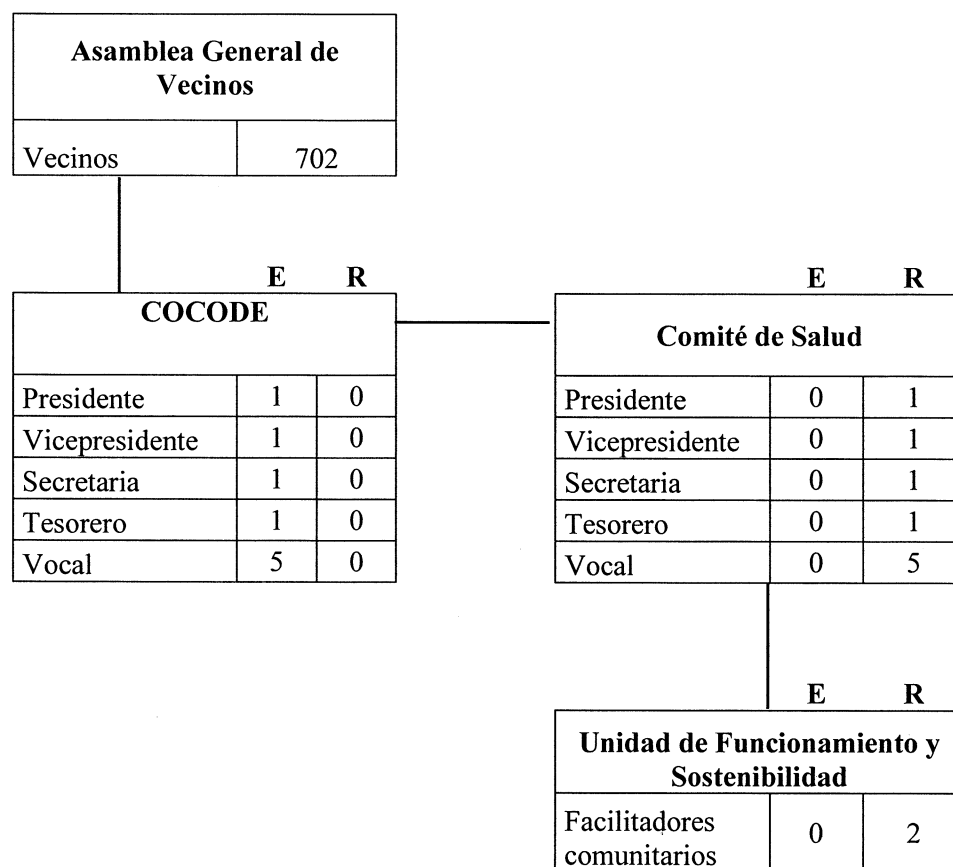 Asamblea General de
Vecinos
Vecinos 702
E R
COCODE
Presidente 1 0
Vicepresidente 1 0
Secretaria 1 0
Tesorero 1 0
Vocal 5 0
E R
Comité de Salud
Presidente 0 1
Vicepresidente 0 1
Secretaria 0 1
Tesorero 0 1
Vocal 0 5
E R
Unidad de Funcionamiento y
Sostenibilidad
Facilitadores
comunitarios 0 2